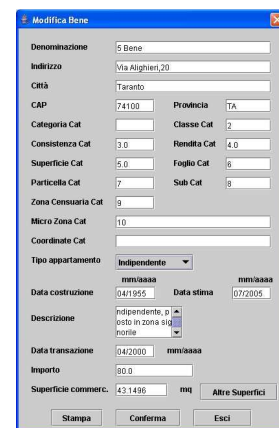 Modifica Bene
Denominazione 5 Bene
Indirizzo Via Alighieri,20
Città Taranto
CAP 74100 Provincia TA
Categoria Cat Classe Cat 2
Consistenza Cat 3.0 Rendita Cat 4.0
Superficie Cat 5.0 Foglio Cat 6
Particella Cat 7 Sub Cat 8
Zona Censuaria Cat 9
Micro Zona Cat 10
Coordinate Cat
Tipo appartamento Indipendente
mm/aaaa mm/aaaa
Data costruzione 04/1955 Data stima 07/2005
Descrizione ndipendente, p
osto in zona sig
norile
Data transazione 04/2000 mm/aaaa
Importo 80.0
Superficie commerc. 43.1496 mq Altre Superfici
Stampa Conferma Esci